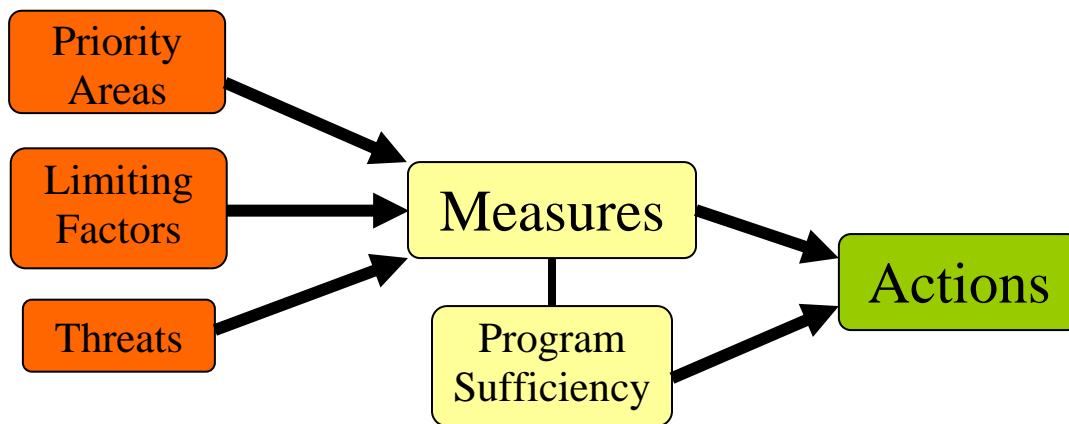 Priority
Areas
Limiting
Factors
Threats
Measures
Program
Sufficiency
Actions